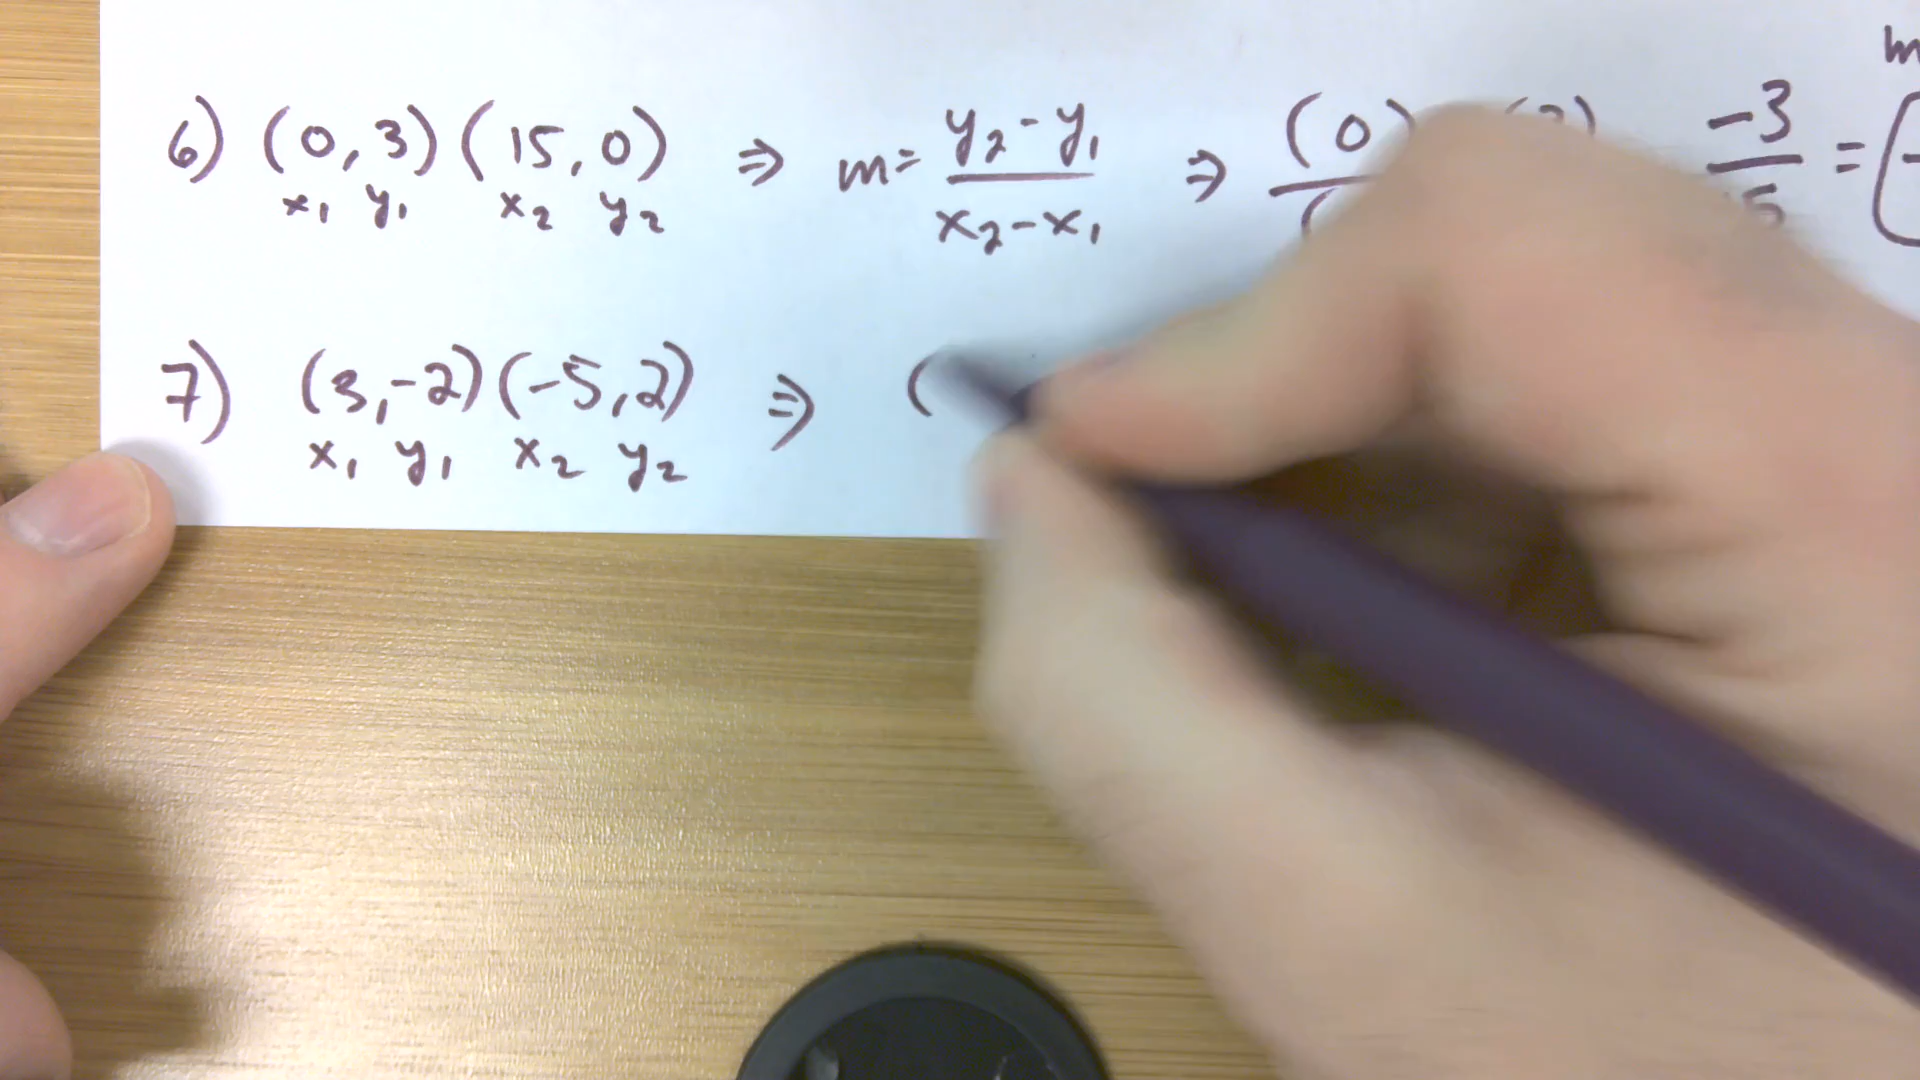 6) (0, 3) (15, 0) ⇒ m = y₂ - y₁ / x₂ - x₁ ⇒ (0) -3 / 5 =
x₁ y₁ x₂ y₂
7) (3, -2) (-5, 2) ⇒ (
x₁ y₁ x₂ y₂
m